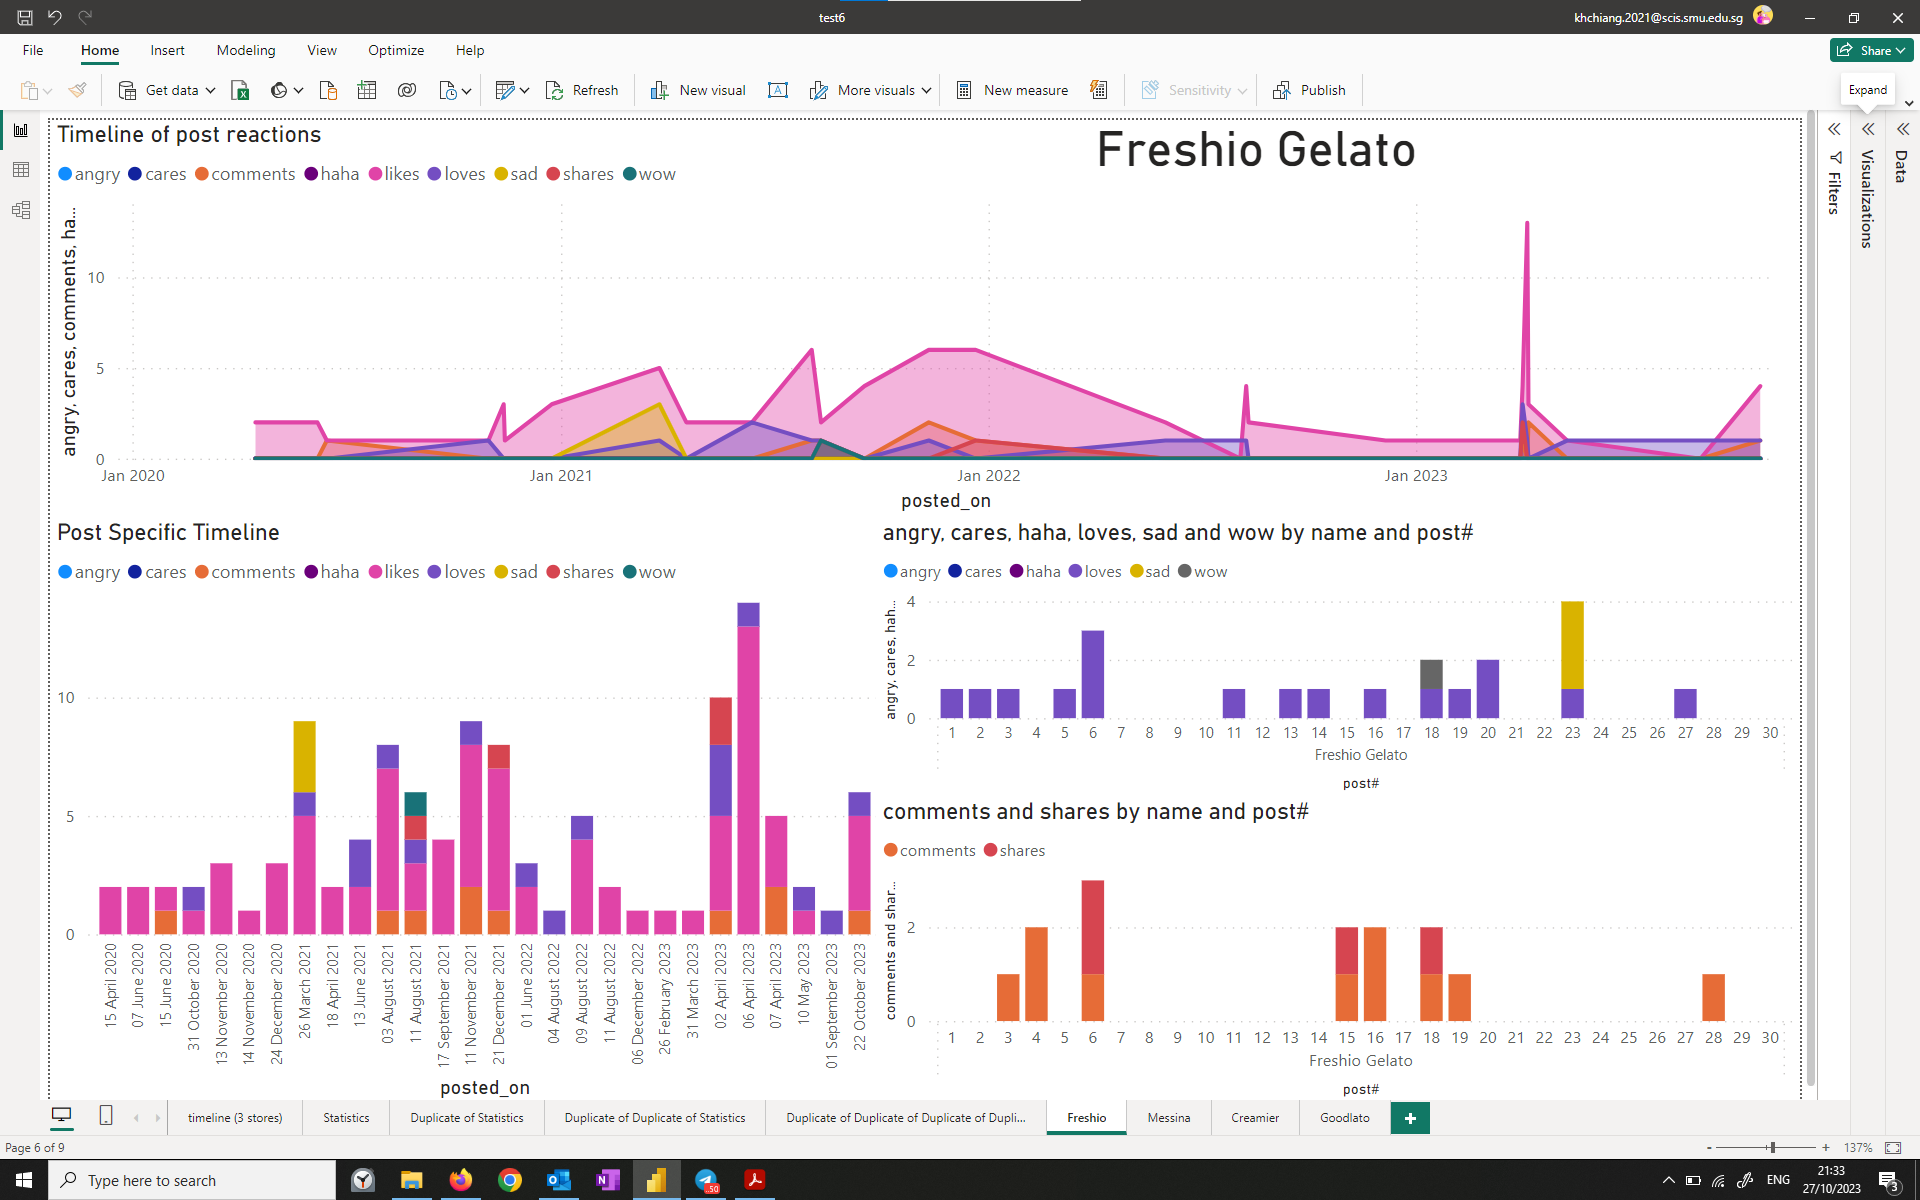 test6
khchiang.2021@scis.smu.edu.sg
File Home Insert Modeling View Optimize Help
Share
Get data Refresh New visual More visuals New measure Sensitivity Publish
Expand
Timeline of post reactions
Freshio Gelato
angry cares comments haha likes loves sad shares wow
angry, cares, comments, ha...
10
5
0
Jan 2020 Jan 2021 Jan 2022 Jan 2023
posted_on
Filters
Visualizations
Data
Post Specific Timeline
angry cares comments haha likes loves sad shares wow
10
5
0
15 April 2020
07 June 2020
15 June 2020
31 October 2020
13 November 2020
14 November 2020
24 December 2020
26 March 2021
18 April 2021
13 June 2021
03 August 2021
11 August 2021
17 September 2021
11 November 2021
21 December 2021
01 June 2022
04 August 2022
09 August 2022
11 August 2022
06 December 2022
26 February 2023
31 March 2023
02 April 2023
06 April 2023
07 April 2023
10 May 2023
01 September 2023
22 October 2023
posted_on
angry, cares, haha, loves, sad and wow by name and post#
angry cares haha loves sad wow
angry, cares, hah...
4
2
0
1 2 3 4 5 6 7 8 9 10 11 12 13 14 15 16 17 18 19 20 21 22 23 24 25 26 27 28 29 30
Freshio Gelato
post#
comments and shares by name and post#
comments shares
comments and shar...
2
0
1 2 3 4 5 6 7 8 9 10 11 12 13 14 15 16 17 18 19 20 21 22 23 24 25 26 27 28 29 30
Freshio Gelato
post#
timeline (3 stores) Statistics Duplicate of Statistics Duplicate of Duplicate of Statistics Duplicate of Duplicate of Duplicate of Dupli... Freshio Messina Creamier Goodlato +
Page 6 of 9
- + 137%
Type here to search
.50
ENG
21:33
27/10/2023
3